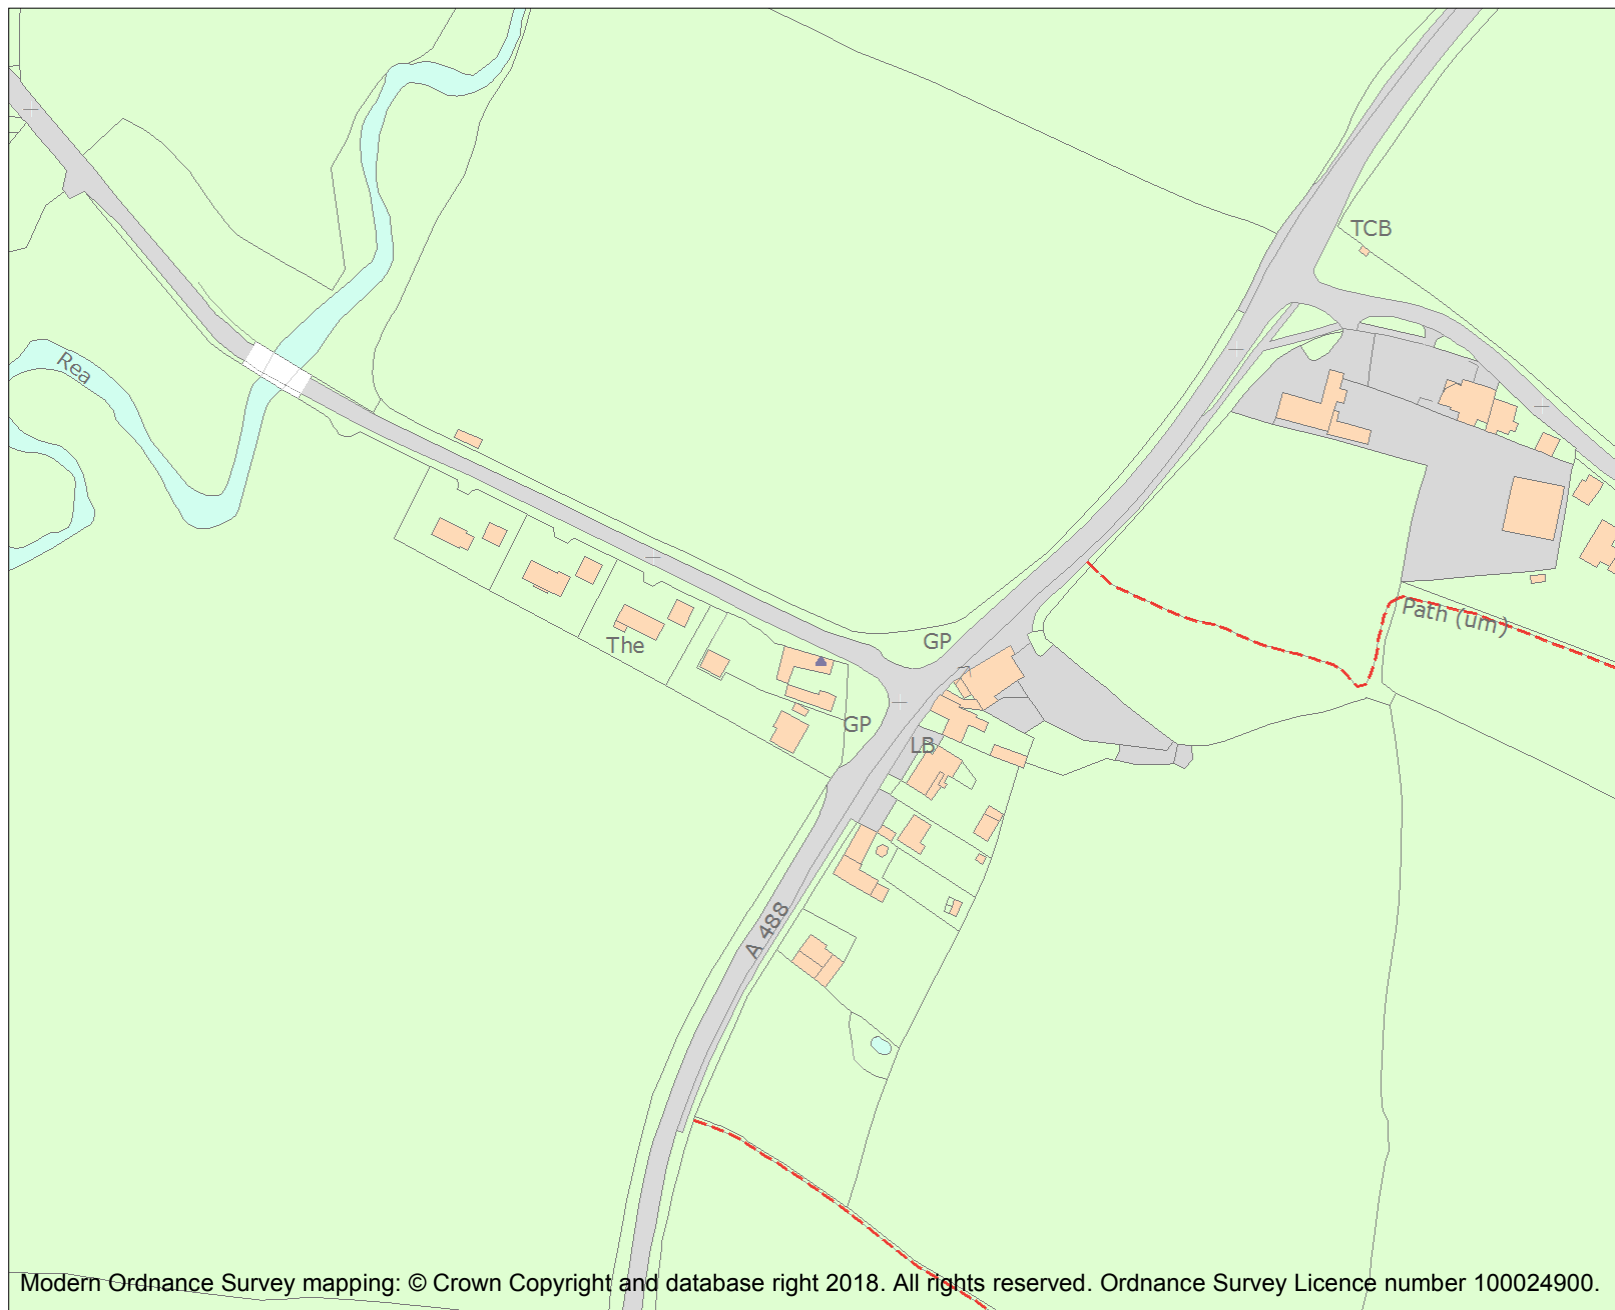 TCB
Rea
Path (um)
GP
The
GP
LB
A 488
Modern Ordnance Survey mapping: © Crown Copyright and database right 2018. All rights reserved. Ordnance Survey Licence number 100024900.